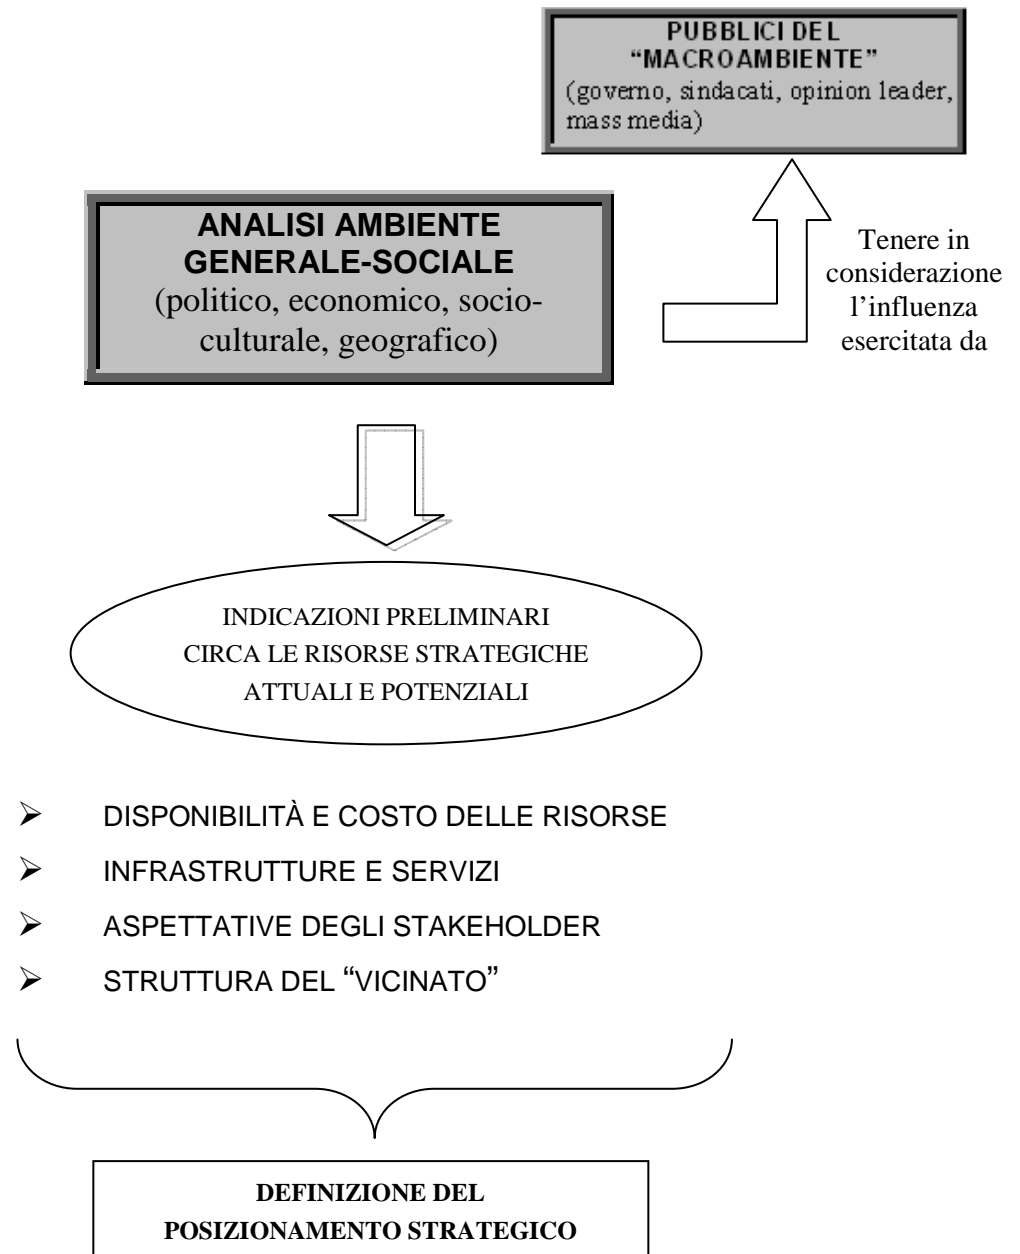 PUBBLICI DEL
“MACROAMBIENTE”
(governo, sindacati, opinion leader,
mass media)
ANALISI AMBIENTE
GENERALE-SOCIALE
(politico, economico, socio-
culturale, geografico)
Tenere in
considerazione
l’influenza
esercitata da
INDICAZIONI PRELIMINARI
CIRCA LE RISORSE STRATEGICHE
ATTUALI E POTENZIALI
➢ DISPONIBILITÀ E COSTO DELLE RISORSE
➢ INFRASTRUTTURE E SERVIZI
➢ ASPETTATIVE DEGLI STAKEHOLDER
➢ STRUTTURA DEL “VICINATO”
DEFINIZIONE DEL
POSIZIONAMENTO STRATEGICO